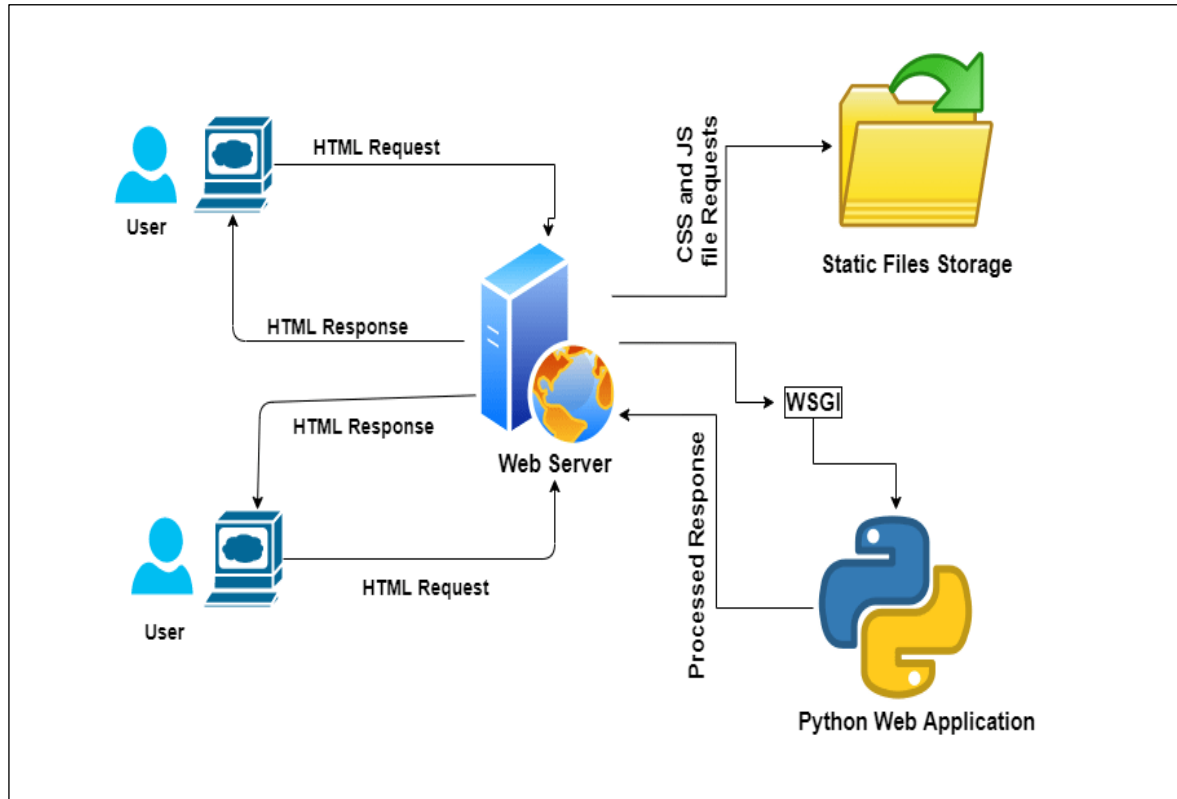 HTML Request
User
HTML Response
CSS and JS
file Requests
Static Files Storage
HTML Response
Web Server
WSGI
Processed Response
HTML Request
User
Python Web Application